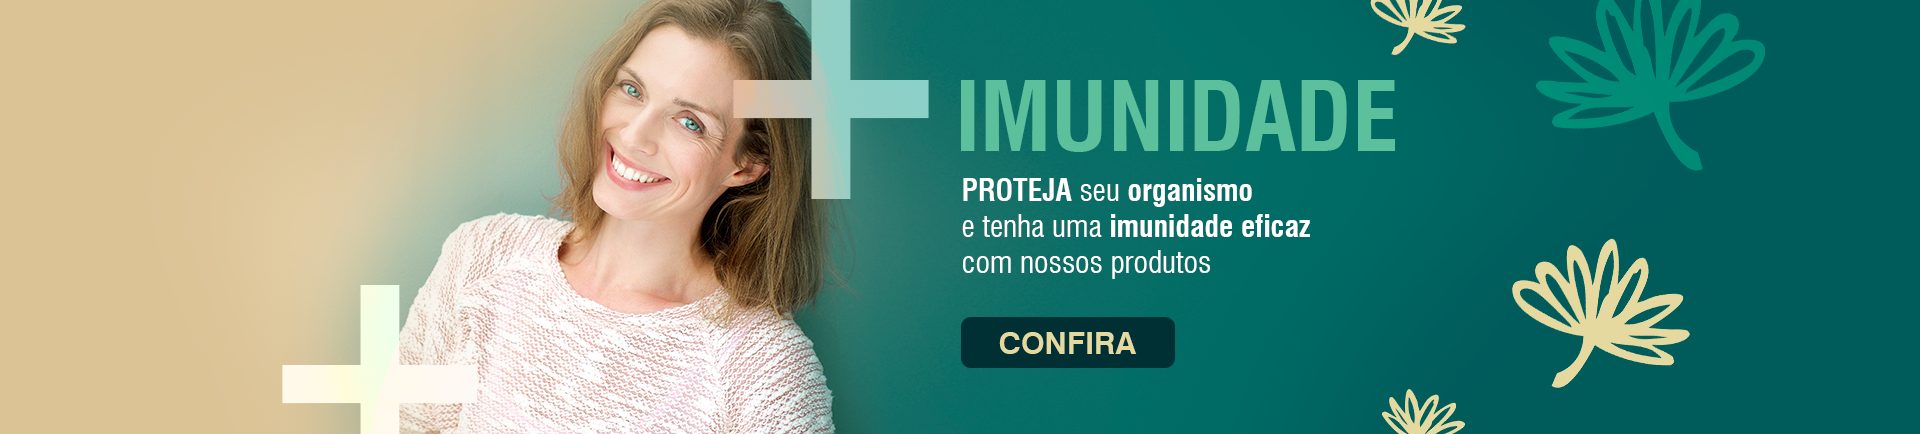 IMUNIDADE
PROTEJA seu organismo
e tenha uma imunidade eficaz
com nossos produtos
CONFIRA